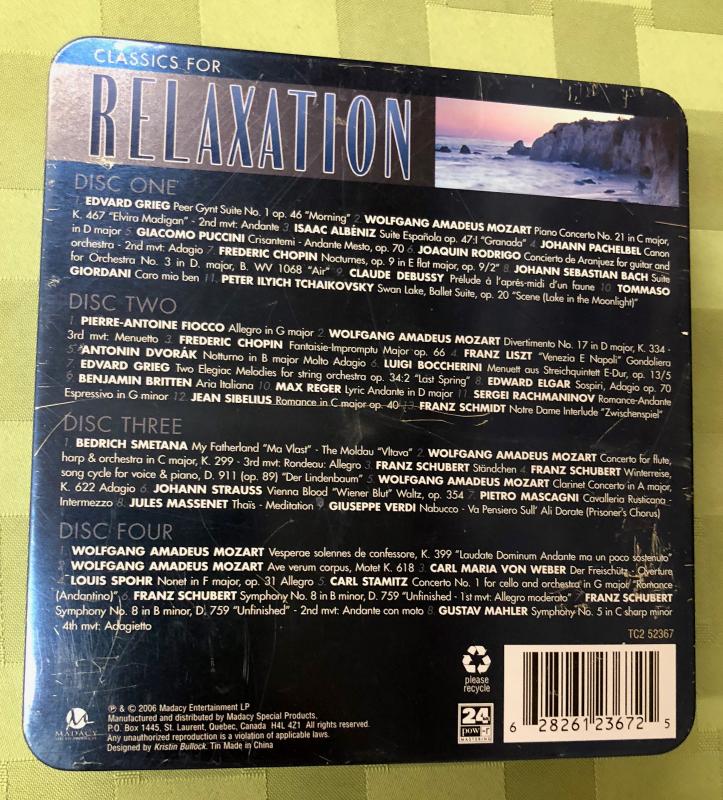 CLASSICS FOR
RELAXATION
DISC ONE
1. EDVARD GRIEG Peer Gynt Suite No. 1 op. 46 "Morning" 2. WOLFGANG AMADEUS MOZART Piano Concerto No. 21 in C major,
K. 467 "Elvira Madigan" - 2nd mvt: Andante 3. ISAAC ALBÉNIZ Suite Española op. 47:1 "Granada" 4. JOHANN PACHELBEL Canon
in D major 5. GIACOMO PUCCINI Crisantemi - Andante Mesto, op. 70 6. JOAQUIN RODRIGO Concierto de Aranjuez for guitar and
orchestra - 2nd mvt: Adagio 7. FREDERIC CHOPIN Nocturnes, op. 9 in E flat major, op. 9/2" 8. JOHANN SEBASTIAN BACH Suite
for Orchestra No. 3 in D. major, B. WV 1068 "Air" 9. CLAUDE DEBUSSY Prélude à l'après-midi d'un faune 10. TOMMASO
GIORDANI Caro mio ben 11. PETER ILYICH TCHAIKOVSKY Swan Lake, Ballet Suite, op. 20 "Scene (Lake in the Moonlight)"
DISC TWO
1. PIERRE-ANTOINE FIOCCO Allegro in G major 2. WOLFGANG AMADEUS MOZART Divertimento No. 17 in D major, K. 334 -
3rd mvt: Menuetto 3. FREDERIC CHOPIN Fantaisie-Impromptu Major op. 66 4. FRANZ LISZT "Venezia E Napoli" Gondoliera
5. ANTONIN DVORÁK Notturno in B major Molto Adagio 6. LUIGI BOCCHERINI Menuett aus Streichquintett E-Dur, op. 13/5
7. EDVARD GRIEG Two Elegiac Melodies for string orchestra op. 34:2 "Last Spring" 8. EDWARD ELGAR Sospiri, Adagio op. 70
9. BENJAMIN BRITTEN Aria Italiana 10. MAX REGER Lyric Andante in D major 11. SERGEI RACHMANINOV Romance-Andante
Espressivo in G minor 12. JEAN SIBELIUS Romance in C major op. 40 13. FRANZ SCHMIDT Notre Dame Interlude "Zwischenspiel"
DISC THREE
1. BEDRICH SMETANA My Fatherland "Ma Vlast" - The Moldau "Vltava" 2. WOLFGANG AMADEUS MOZART Concerto for flute,
harp & orchestra in C major, K. 299 - 3rd mvt: Rondeau: Allegro 3. FRANZ SCHUBERT Ständchen 4. FRANZ SCHUBERT Winterreise,
song cycle for voice & piano, D. 911 (op. 89) "Der Lindenbaum" 5. WOLFGANG AMADEUS MOZART Clarinet Concerto in A major,
K. 622 Adagio 6. JOHANN STRAUSS Vienna Blood "Wiener Blut" Waltz, op. 354 7. PIETRO MASCAGNI Cavalleria Rusticana -
Intermezzo 8. JULES MASSENET Thaïs - Meditation 9. GIUSEPPE VERDI Nabucco - Va Pensiero Sull' Ali Dorate (Prisoner's Chorus)
DISC FOUR
1. WOLFGANG AMADEUS MOZART Vesperae solennes de confessore, K. 399 "Laudate Dominum Andante ma un poco sostenuto"
2. WOLFGANG AMADEUS MOZART Ave verum corpus, Motet K. 618 3. CARL MARIA VON WEBER Der Freischütz - Overture
4. LOUIS SPOHR Nonet in F major, op. 31 Allegro 5. CARL STAMITZ Concerto No. 1 for cello and orchestra in G major "Romance
(Andantino)" 6. FRANZ SCHUBERT Symphony No. 8 in B minor, D. 759 "Unfinished - 1st mvt: Allegro moderato" 7. FRANZ SCHUBERT
Symphony No. 8 in B minor, D. 759 "Unfinished" - 2nd mvt: Andante con moto 8. GUSTAV MAHLER Symphony No. 5 in C sharp minor
- 4th mvt: Adagietto
TC2 52367
please
recycle
24
pow-r
MASTERING
6 28261 23672 5
MADACY
℗ & © 2006 Madacy Entertainment LP
Manufactured and distributed by Madacy Special Products.
P.O. Box 1445, St. Laurent, Quebec, Canada H4L 4Z1 All rights reserved.
Any unauthorized reproduction is a violation of applicable laws.
Designed by Kristin Bullock. Tin Made in China